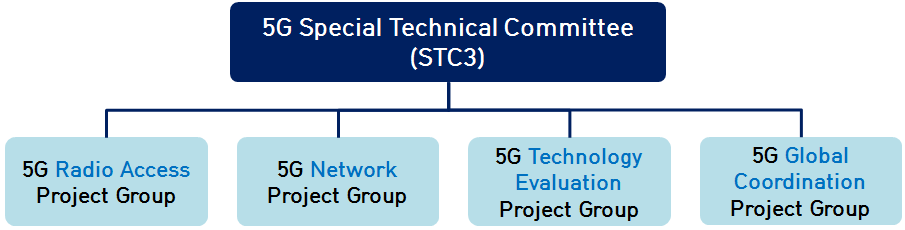 5G Special Technical Committee
(STC3)
5G Radio Access
Project Group
5G Network
Project Group
5G Technology
Evaluation
Project Group
5G Global
Coordination
Project Group